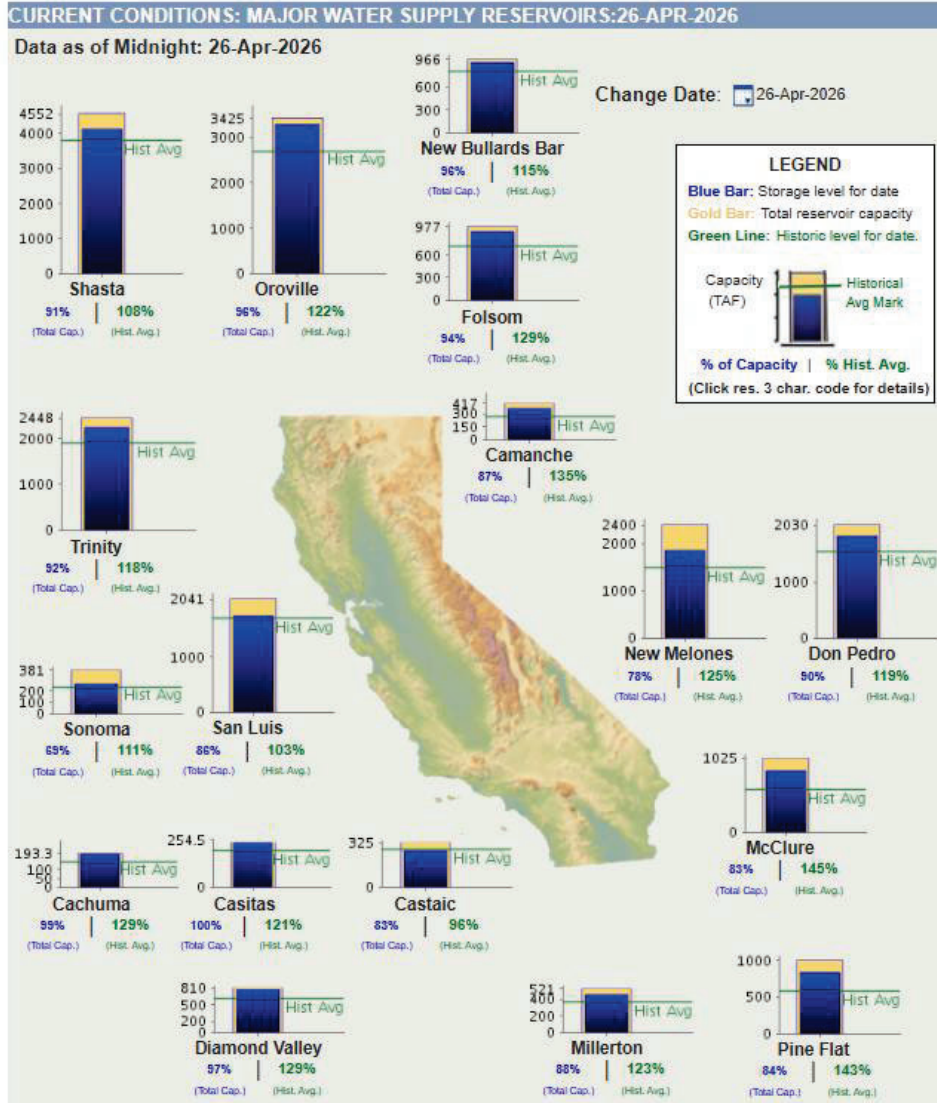 CURRENT CONDITIONS: MAJOR WATER SUPPLY RESERVOIRS:26-APR-2026
Data as of Midnight: 26-Apr-2026
Change Date: 26-Apr-2026
966
600
300
0
Hist Avg
New Bullards Bar
96% | 115%
(Total Cap.) (Hist. Avg.)
4552
4000
3000
2000
1000
0
Hist Avg
Shasta
91% | 108%
(Total Cap.) (Hist. Avg.)
3425
3000
2000
1000
0
Hist Avg
Oroville
96% | 122%
(Total Cap.) (Hist. Avg.)
977
600
300
0
Hist Avg
Folsom
94% | 129%
(Total Cap.) (Hist. Avg.)
LEGEND
Blue Bar: Storage level for date
Gold Bar: Total reservoir capacity
Green Line: Historic level for date.
Capacity
(TAF)
Historical
Avg Mark
% of Capacity | % Hist. Avg.
(Click res. 3 char. code for details)
417
300
150
0
Hist Avg
Camanche
87% | 135%
(Total Cap.) (Hist. Avg.)
2448
2000
1000
0
Hist Avg
Trinity
92% | 118%
(Total Cap.) (Hist. Avg.)
2400
2000
1000
0
Hist Avg
New Melones
78% | 125%
(Total Cap.) (Hist. Avg.)
2030
1000
0
Hist Avg
Don Pedro
90% | 119%
(Total Cap.) (Hist. Avg.)
381
200
100
0
Hist Avg
Sonoma
69% | 111%
(Total Cap.) (Hist. Avg.)
2041
1000
0
Hist Avg
San Luis
86% | 103%
(Total Cap.) (Hist. Avg.)
1025
0
Hist Avg
McClure
83% | 145%
(Total Cap.) (Hist. Avg.)
193.3
100
50
0
Hist Avg
Cachuma
99% | 129%
(Total Cap.) (Hist. Avg.)
254.5
0
Hist Avg
Casitas
100% | 121%
(Total Cap.) (Hist. Avg.)
325
0
Hist Avg
Castaic
83% | 96%
(Total Cap.) (Hist. Avg.)
810
500
200
0
Hist Avg
Diamond Valley
97% | 129%
(Total Cap.) (Hist. Avg.)
521
400
200
0
Hist Avg
Millerton
88% | 123%
(Total Cap.) (Hist. Avg.)
1000
500
0
Hist Avg
Pine Flat
84% | 143%
(Total Cap.) (Hist. Avg.)